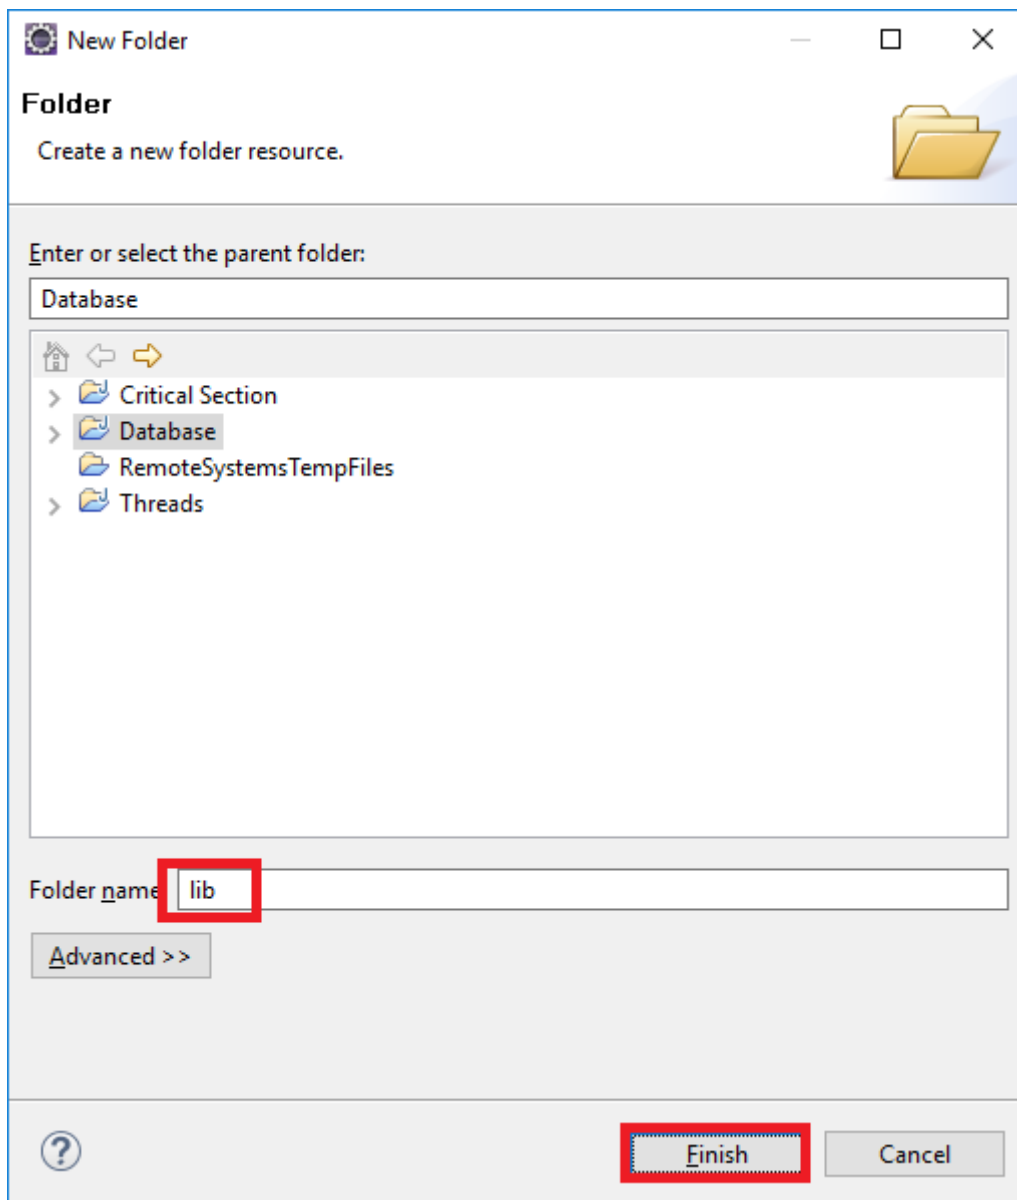 New Folder
Folder
Create a new folder resource.
Enter or select the parent folder:
Database
Critical Section
Database
RemoteSystemsTempFiles
Threads
Folder name lib
Advanced >>
? Finish Cancel